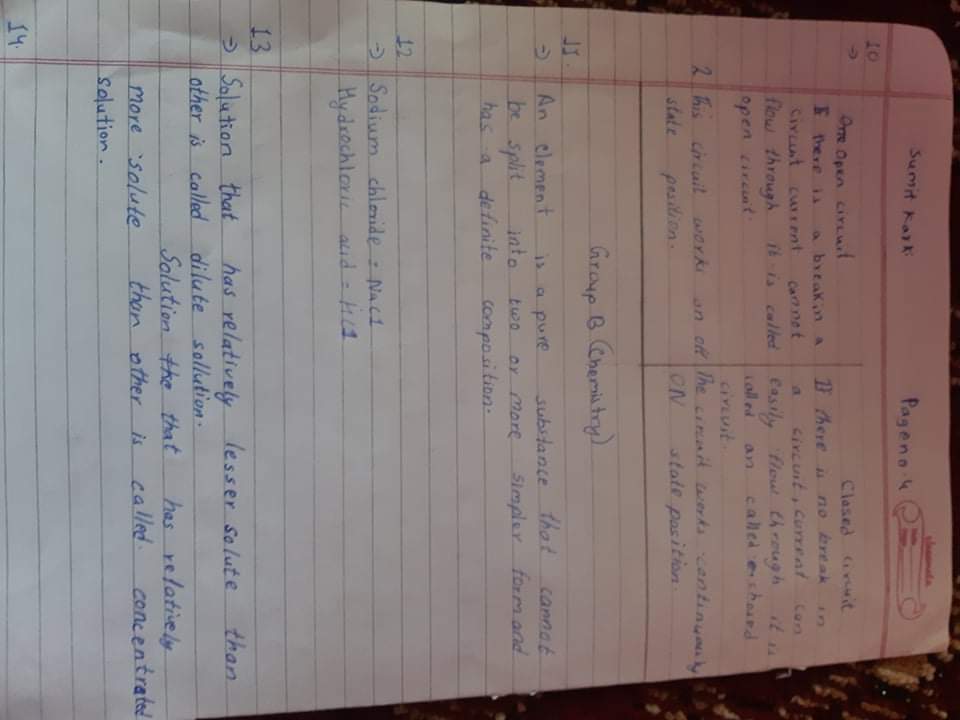 Sumit Karki Page no. 4
10
→ Open circuit Closed circuit
If there is a break in a If there is no break in
circuit current cannot a circuit, current can
flow through it is called easily flow through it is
open circuit. called an called enclosed
circuit.
2 This circuit works on off The circuit works continuously
state position. ON state position.
Group B (Chemistry)
11.
→ An element is a pure substance that cannot
be split into two or more simpler form and
has a definite composition.
12
→ Sodium chloride = NaCl
Hydrochloric acid = HCl
13
→ Solution that has relatively lesser solute than
other is called dilute sollution.
Solution the that has relatively
more solute than other is called. concentrated
solution.
14.